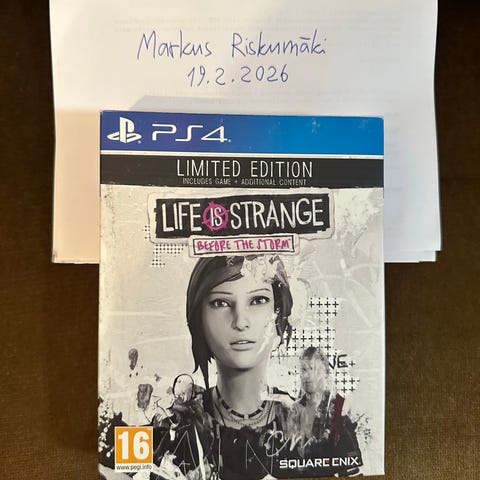 Markus Riskumäki
19.2.2026
PS4
LIMITED EDITION
INCLUDES GAME + ADDITIONAL CONTENT
LIFE IS STRANGE
BEFORE THE STORM
16
www.pegi.info
SQUARE ENIX